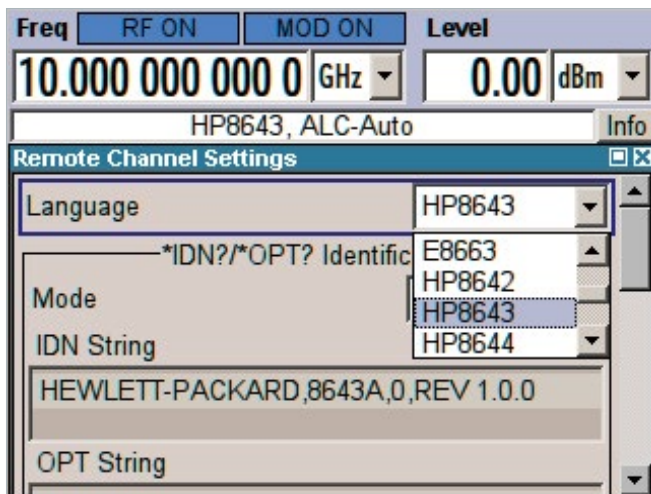 Freq RF ON MOD ON Level
10.000 000 000 0 GHz 0.00 dBm
HP8643, ALC-Auto Info
Remote Channel Settings
Language HP8643
E8663
*IDN?/*OPT? Identific
HP8642
Mode
HP8643
IDN String HP8644
HEWLETT-PACKARD,8643A,0,REV 1.0.0
OPT String